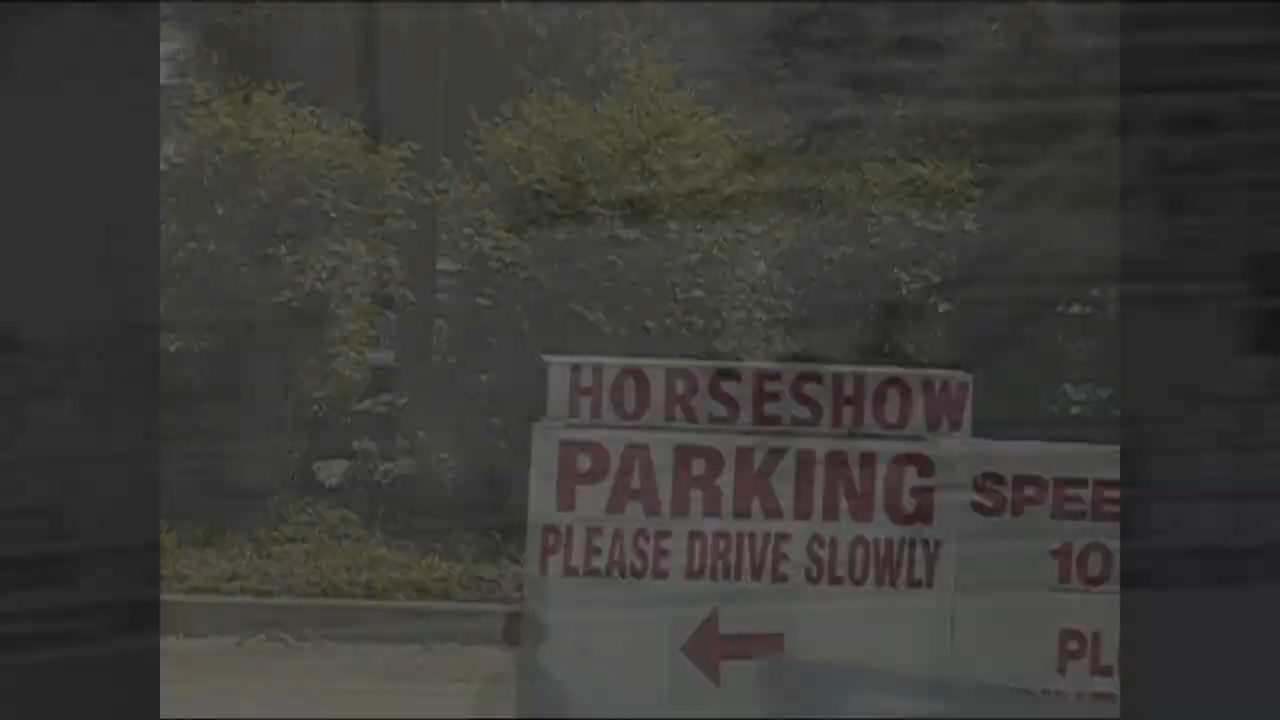 HORSESHOW
PARKING
PLEASE DRIVE SLOWLY
SPEE
10
PL